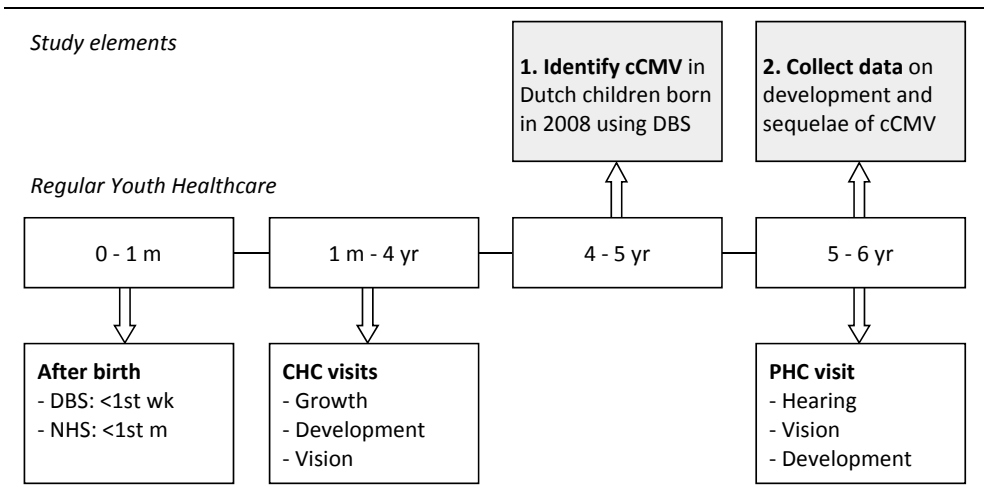 Study elements
1. Identify cCMV in
Dutch children born
in 2008 using DBS
2. Collect data on
development and
sequelae of cCMV
Regular Youth Healthcare
0 - 1 m
1 m - 4 yr
4 - 5 yr
5 - 6 yr
After birth
- DBS: <1st wk
- NHS: <1st m
CHC visits
- Growth
- Development
- Vision
PHC visit
- Hearing
- Vision
- Development